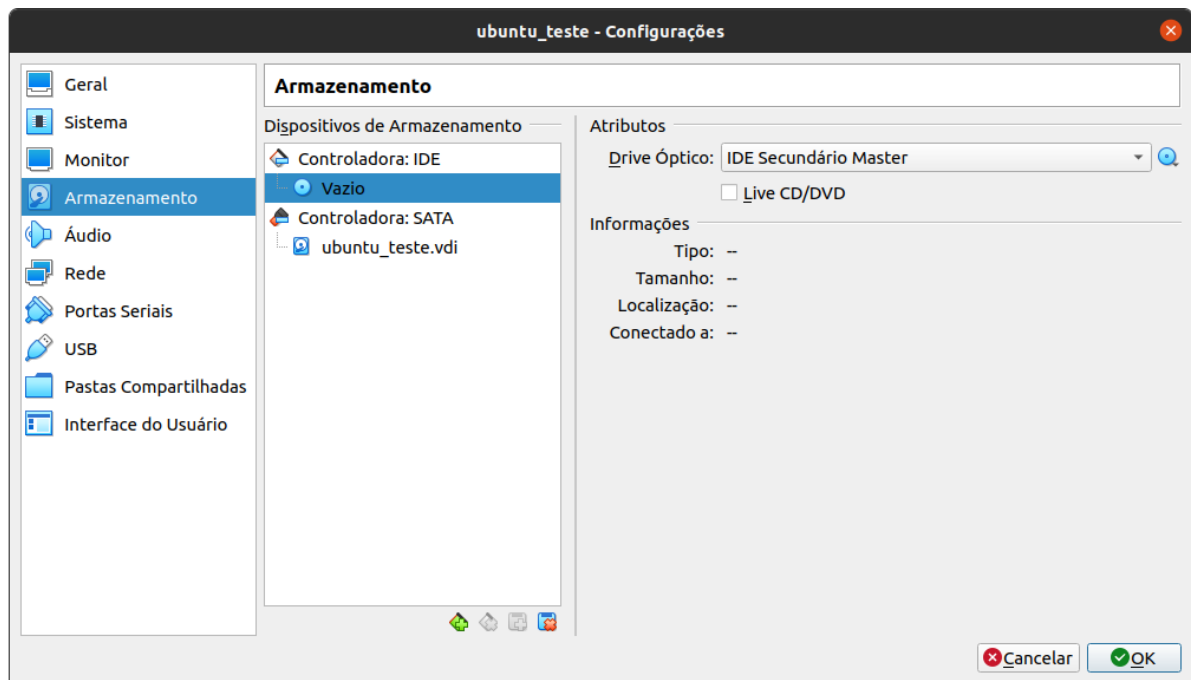 ubuntu_teste - Configurações
Geral
Sistema
Monitor
Armazenamento
Áudio
Rede
Portas Seriais
USB
Pastas Compartilhadas
Interface do Usuário
Armazenamento
Dispositivos de Armazenamento
Controladora: IDE
Vazio
Controladora: SATA
ubuntu_teste.vdi
Atributos
Drive Óptico: IDE Secundário Master
Live CD/DVD
Informações
Tipo: --
Tamanho: --
Localização: --
Conectado a: --
Cancelar
OK